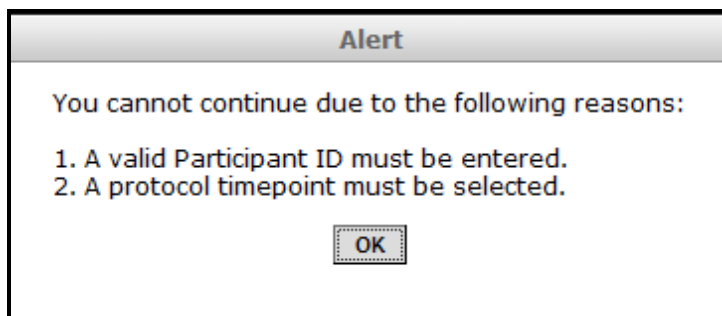 Alert
You cannot continue due to the following reasons:
1. A valid Participant ID must be entered.
2. A protocol timepoint must be selected.
OK